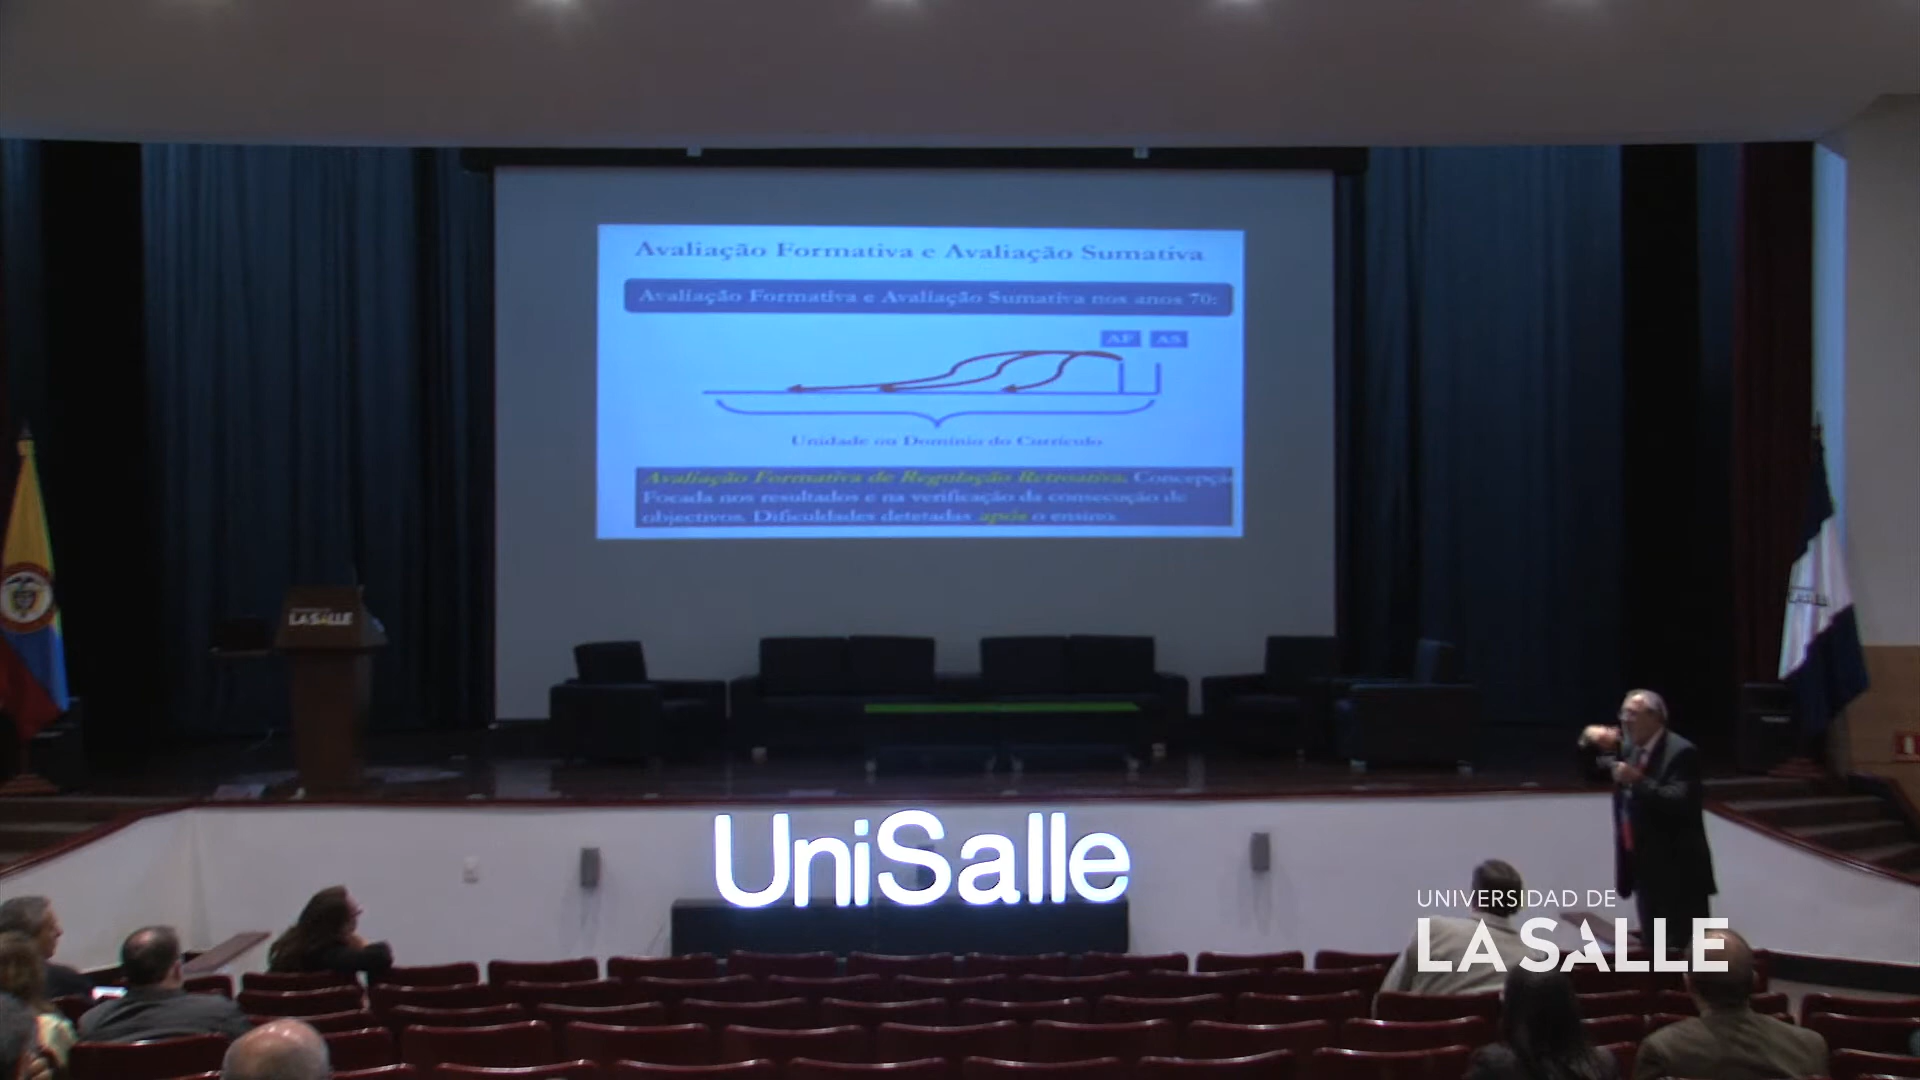 Avaliação Formativa e Avaliação Sumativa
Avaliação Formativa e Avaliação Sumativa nos anos 70:
AF AS
Unidade ou Domínio do Currículo
Avaliação Formativa de Regulação Retroativa. Concepção
Focada nos resultados e na verificação da consecução de
objectivos. Dificuldades detetadas após o ensino.
LA SALLE
UniSalle
UNIVERSIDAD DE
LA SALLE